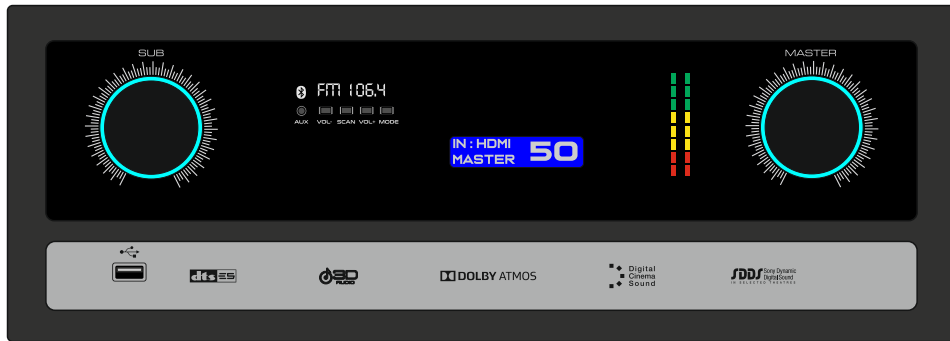 SUB
MASTER
FM 106.4
AUX VOL- SCAN VOL+ MODE
IN : HDMI
MASTER 50
dts ES
3D
AUDIO
DOLBY ATMOS
Digital
Cinema
Sound
SDDS Sony Dynamic
Digital Sound
IN SELECTED THEATRES